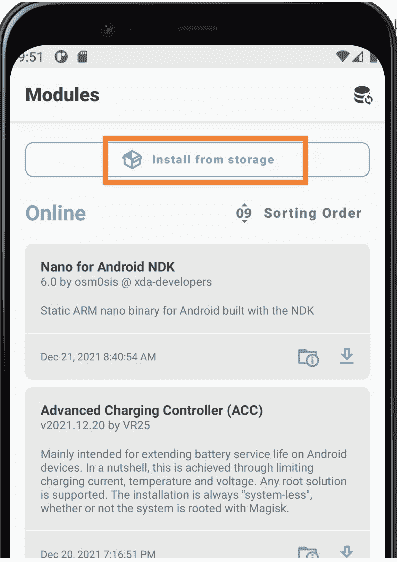 9:51
Modules
Install from storage
Online
09 Sorting Order
Nano for Android NDK
6.0 by osm0sis @ xda-developers
Static ARM nano binary for Android built with the NDK
Dec 21, 2021 8:40:54 AM
Advanced Charging Controller (ACC)
v2021.12.20 by VR25
Mainly intended for extending battery service life on Android
devices. In a nutshell, this is achieved through limiting
charging current, temperature and voltage. Any root solution
is supported. The installation is always "system-less",
whether or not the system is rooted with Magisk.
Dec 20, 2021 7:16:51 PM